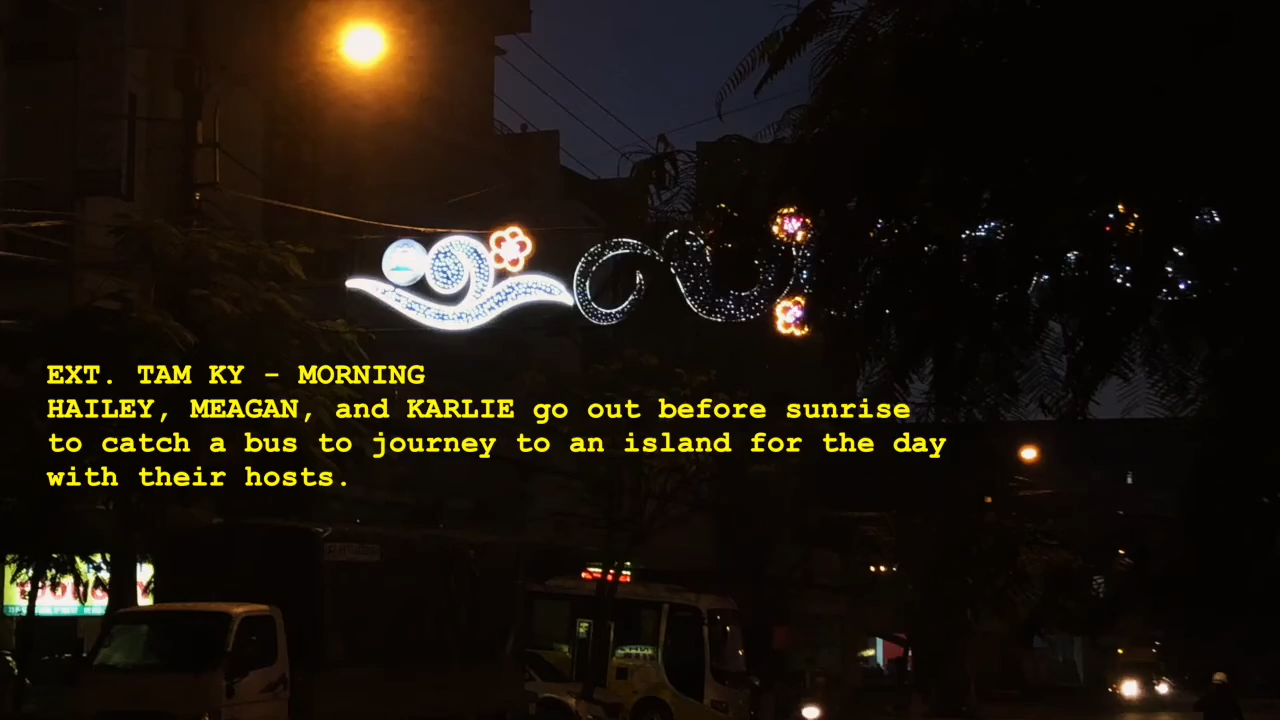 EXT. TAM KY - MORNING
HAILEY, MEAGAN, and KARLIE go out before sunrise
to catch a bus to journey to an island for the day
with their hosts.